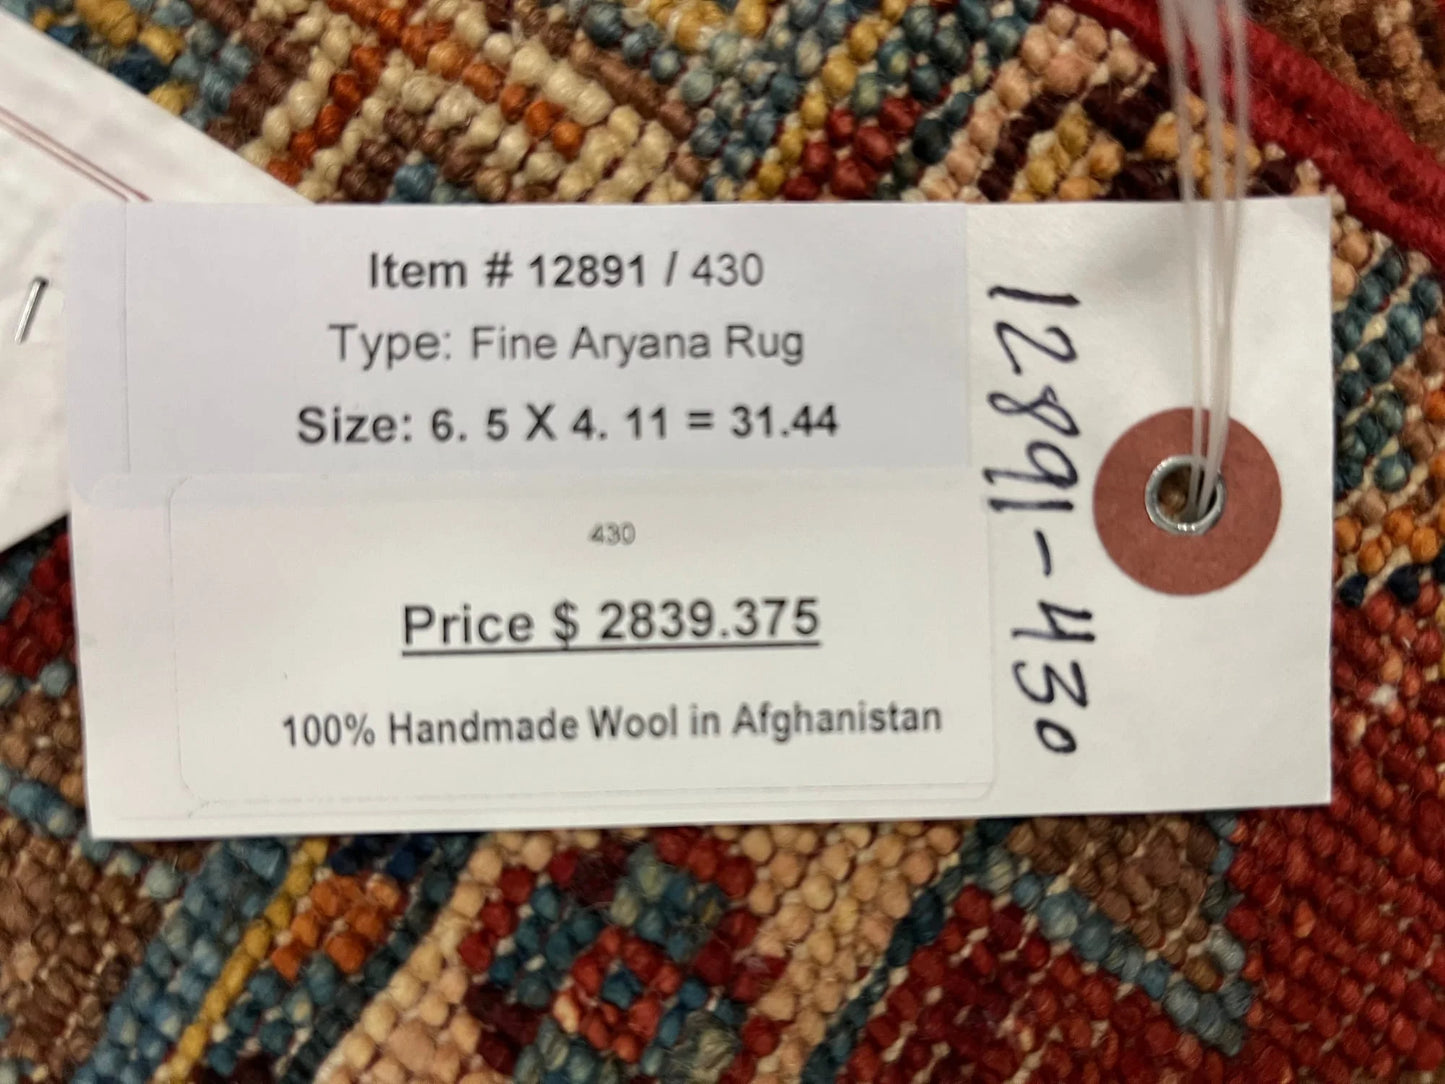 Item # 12891 / 430
Type: Fine Aryana Rug
Size: 6. 5 X 4. 11 = 31.44
430
Price $ 2839.375
100% Handmade Wool in Afghanistan
12891-430